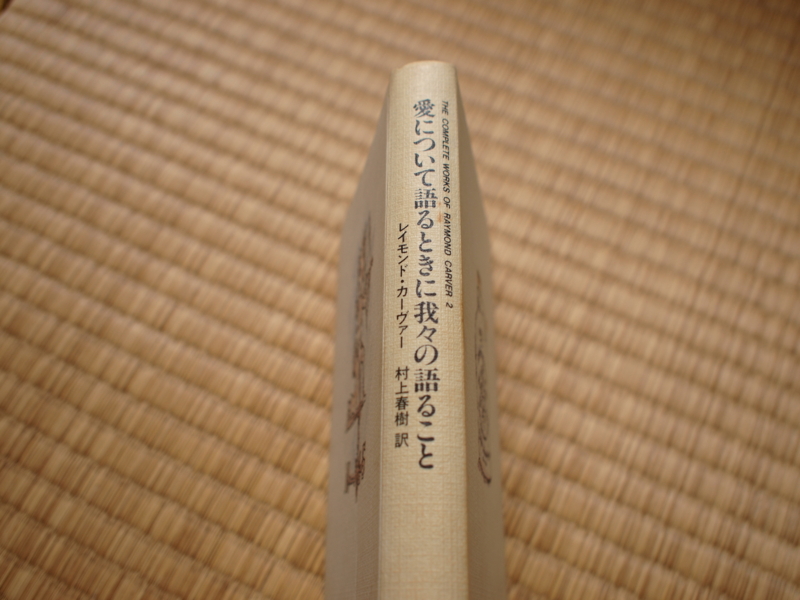 THE COMPLETE WORKS OF RAYMOND CARVER 2
愛について語るときに我々の語ること
レイモンド・カーヴァー
村上春樹 訳